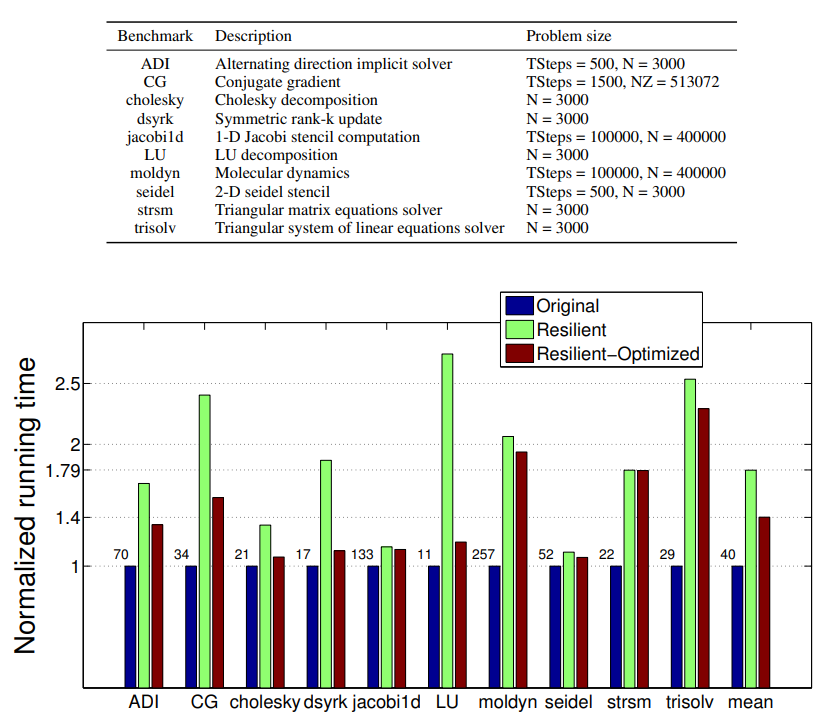 Benchmark Description Problem size
ADI Alternating direction implicit solver TSteps = 500, N = 3000
CG Conjugate gradient TSteps = 1500, NZ = 513072
cholesky Cholesky decomposition N = 3000
dsyrk Symmetric rank-k update N = 3000
jacobi1d 1-D Jacobi stencil computation TSteps = 100000, N = 400000
LU LU decomposition N = 3000
moldyn Molecular dynamics TSteps = 100000, N = 400000
seidel 2-D seidel stencil TSteps = 500, N = 3000
strsm Triangular matrix equations solver N = 3000
trisolv Triangular system of linear equations solver N = 3000
Original
Resilient
Resilient-Optimized
Normalized running time
2.5
2
1.79
1.4
1
70 34 21 17 133 11 257 52 22 29 40
ADI CG cholesky dsyrk jacobi1d LU moldyn seidel strsm trisolv mean